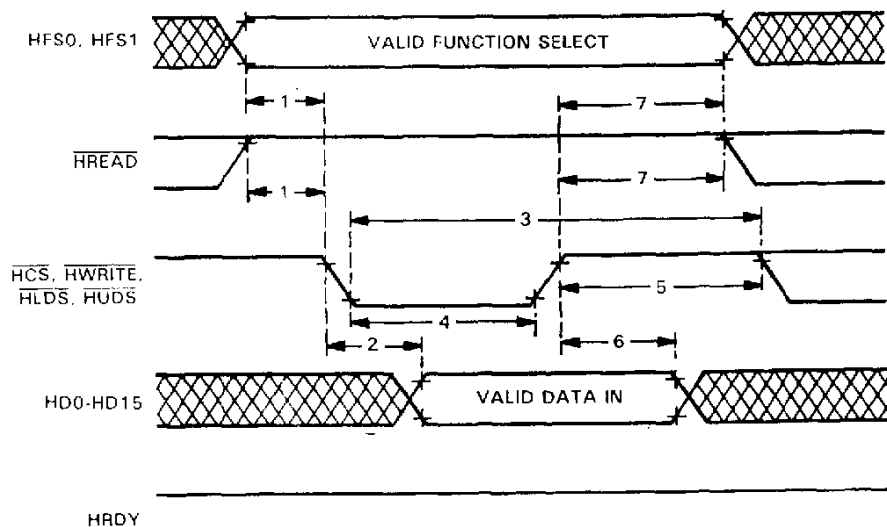 HFS0, HFS1
VALID FUNCTION SELECT
1
7
HREAD
1
7
3
HCS, HWRITE,
HLDS, HUDS
5
4
2
6
HD0-HD15
VALID DATA IN
HRDY